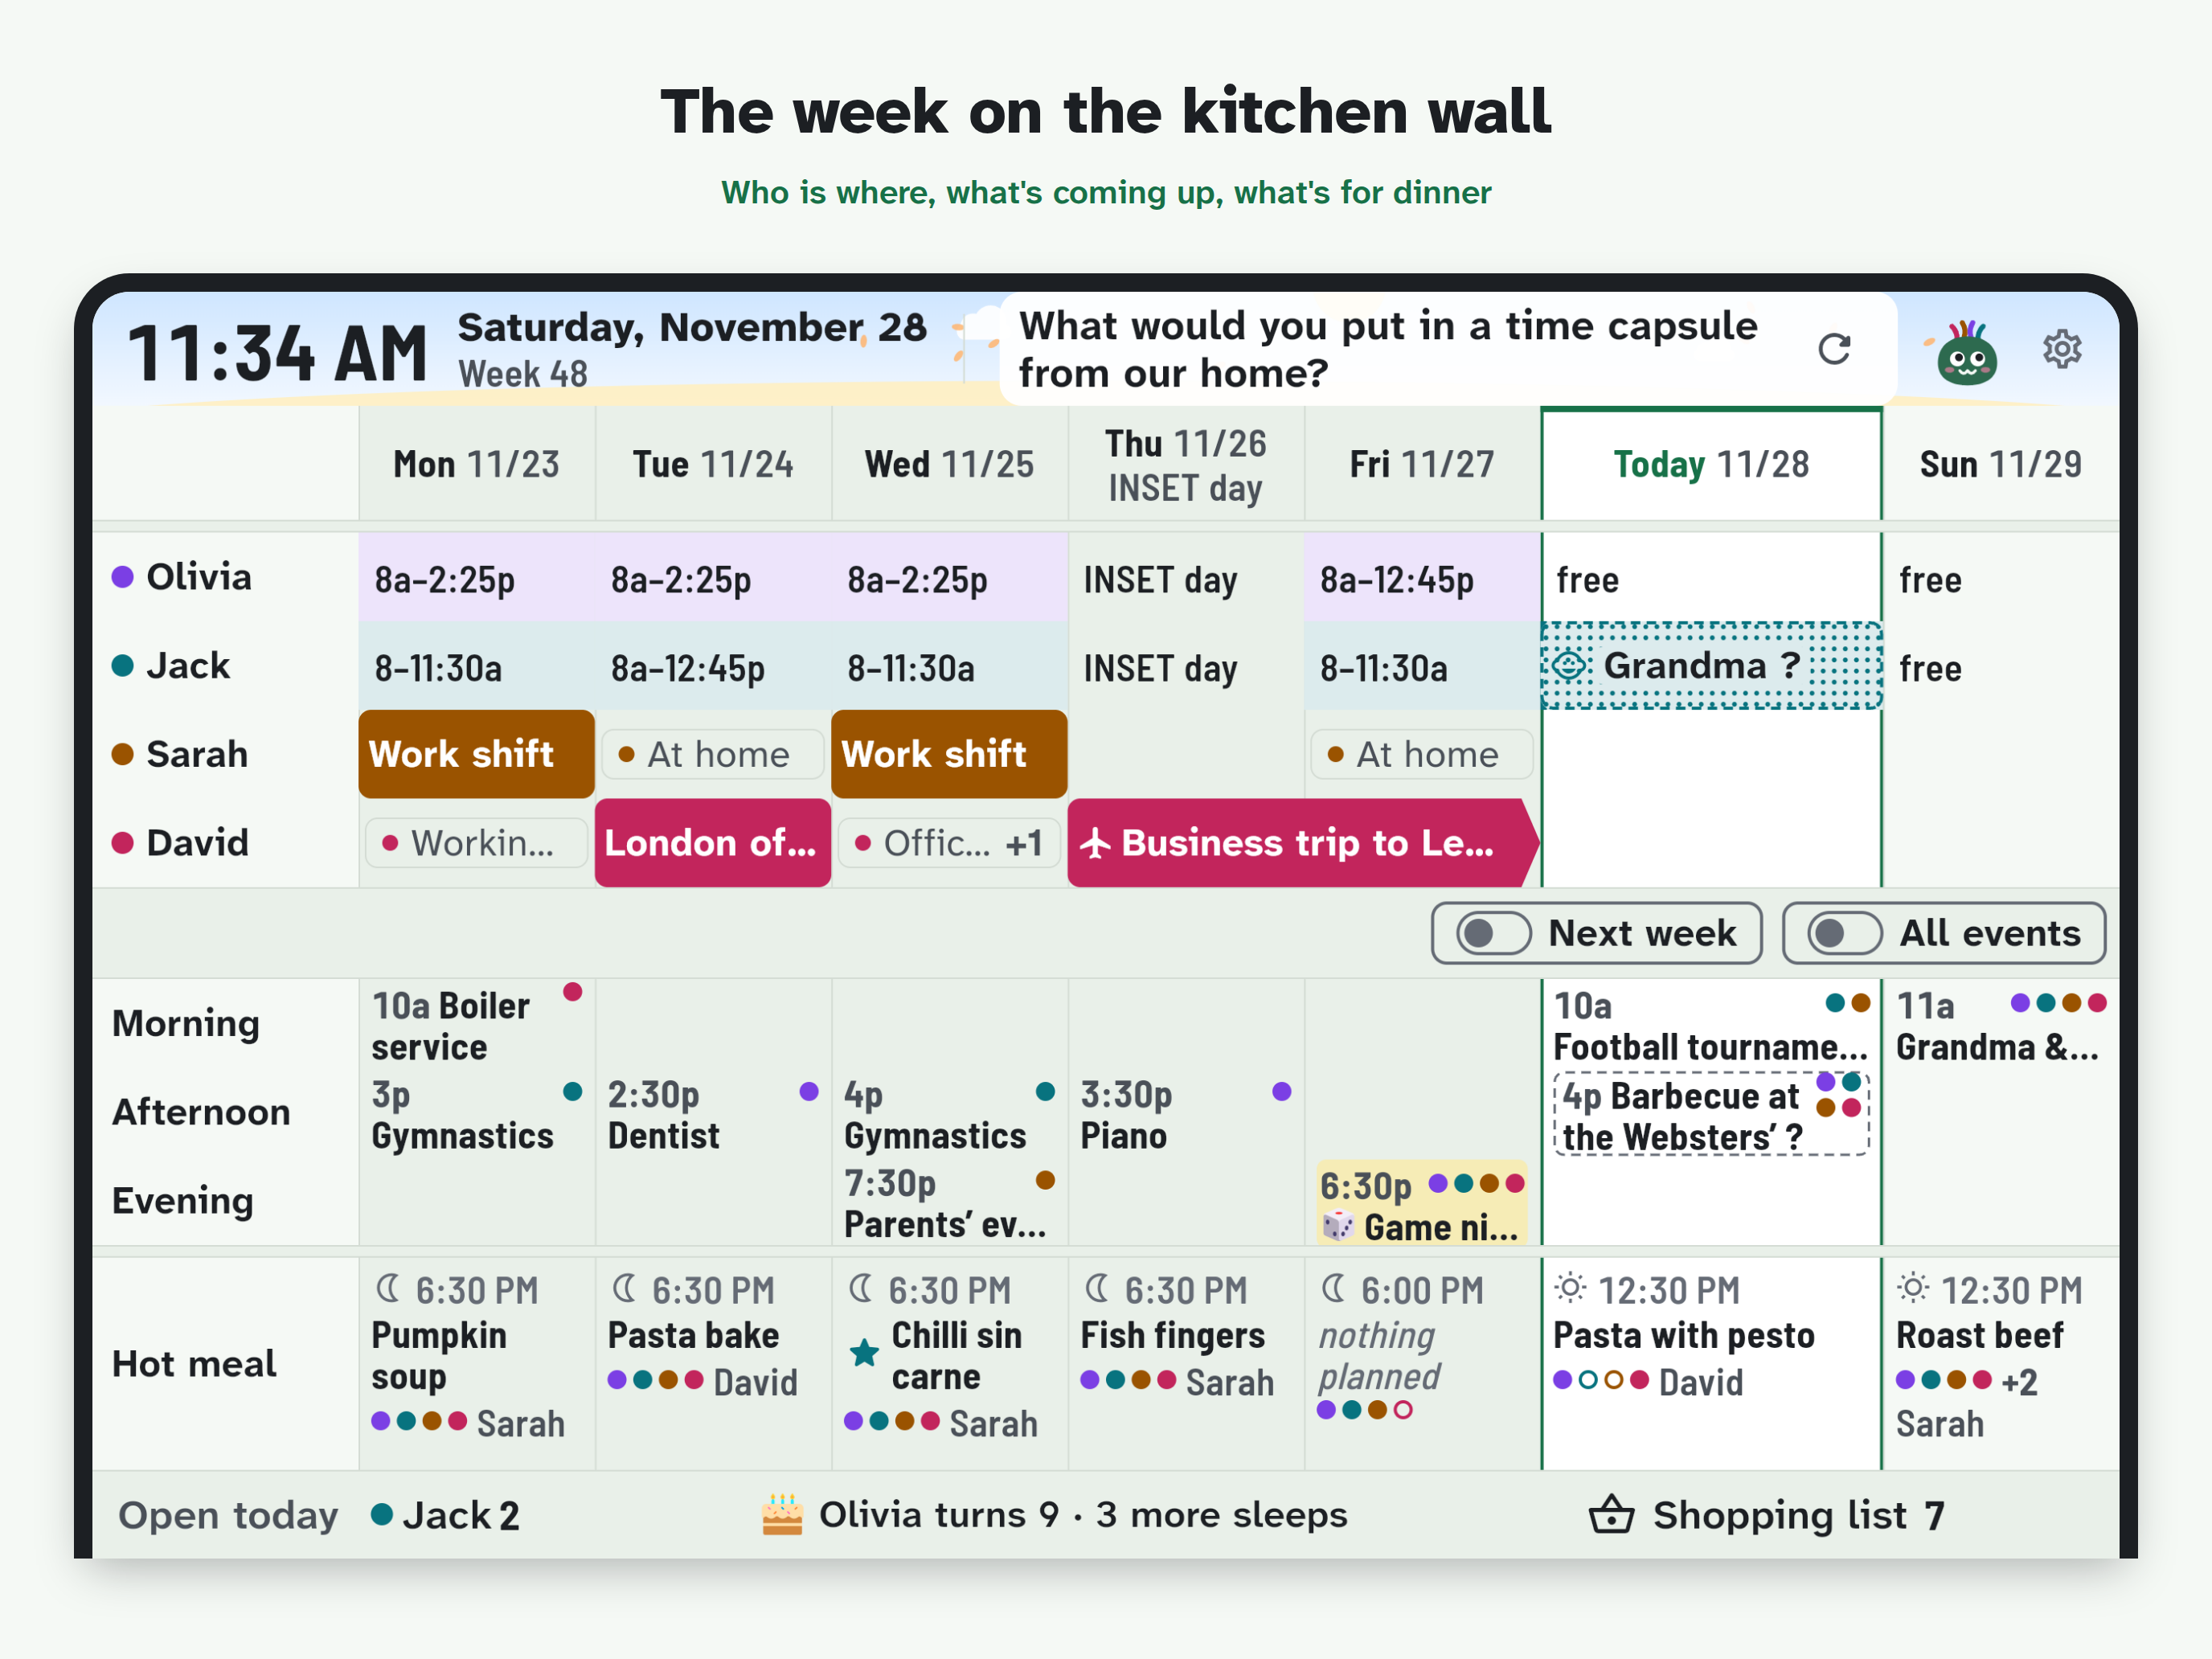 The week on the kitchen wall
Who is where, what's coming up, what's for dinner
11:34 AM
Saturday, November 28
Week 48
What would you put in a time capsule
from our home?
Mon 11/23
Tue 11/24
Wed 11/25
Thu 11/26
INSET day
Fri 11/27
Today 11/28
Sun 11/29
Olivia
8a–2:25p
8a–2:25p
8a–2:25p
INSET day
8a–12:45p
free
free
Jack
8–11:30a
8a–12:45p
8–11:30a
INSET day
8–11:30a
Grandma ?
free
Sarah
Work shift
At home
Work shift
At home
David
Workin...
London of...
Offic... +1
Business trip to Le...
Next week
All events
Morning
10a Boiler
service
10a
Football tourname...
11a
Grandma &...
Afternoon
3p
Gymnastics
2:30p
Dentist
4p
Gymnastics
3:30p
Piano
4p Barbecue at
the Websters’ ?
Evening
7:30p
Parents’ ev...
6:30p
Game ni...
Hot meal
6:30 PM
Pumpkin
soup
Sarah
6:30 PM
Pasta bake
David
6:30 PM
Chilli sin
carne
Sarah
6:30 PM
Fish fingers
Sarah
6:00 PM
nothing
planned
12:30 PM
Pasta with pesto
David
12:30 PM
Roast beef
+2
Sarah
Open today
Jack 2
Olivia turns 9 · 3 more sleeps
Shopping list 7